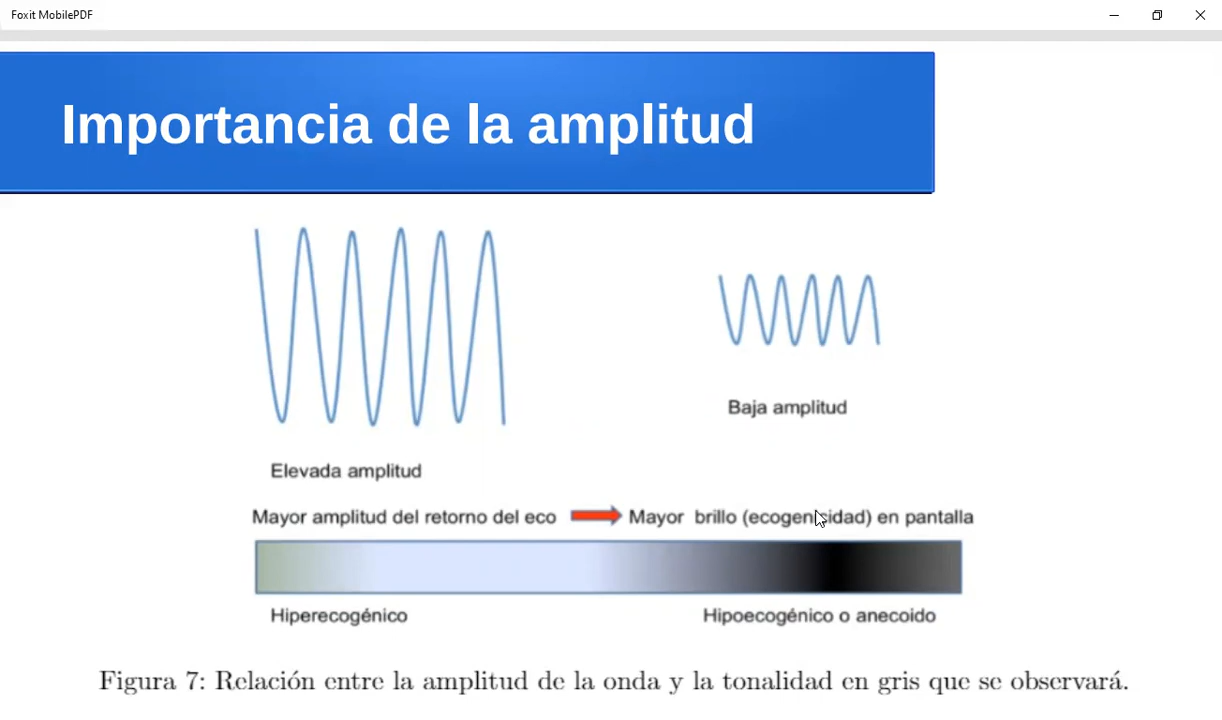 Foxit MobilePDF
Importancia de la amplitud
Baja amplitud
Elevada amplitud
Mayor amplitud del retorno del eco Mayor brillo (ecogenicidad) en pantalla
Hiperecogénico Hipoecogénico o anecoido
Figura 7: Relación entre la amplitud de la onda y la tonalidad en gris que se observará.